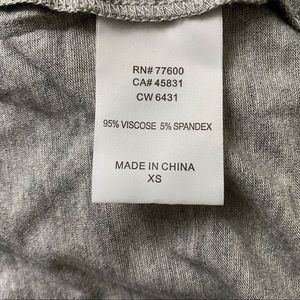 RN# 77600
CA# 45831
CW 6431
95% VISCOSE 5% SPANDEX
MADE IN CHINA
XS